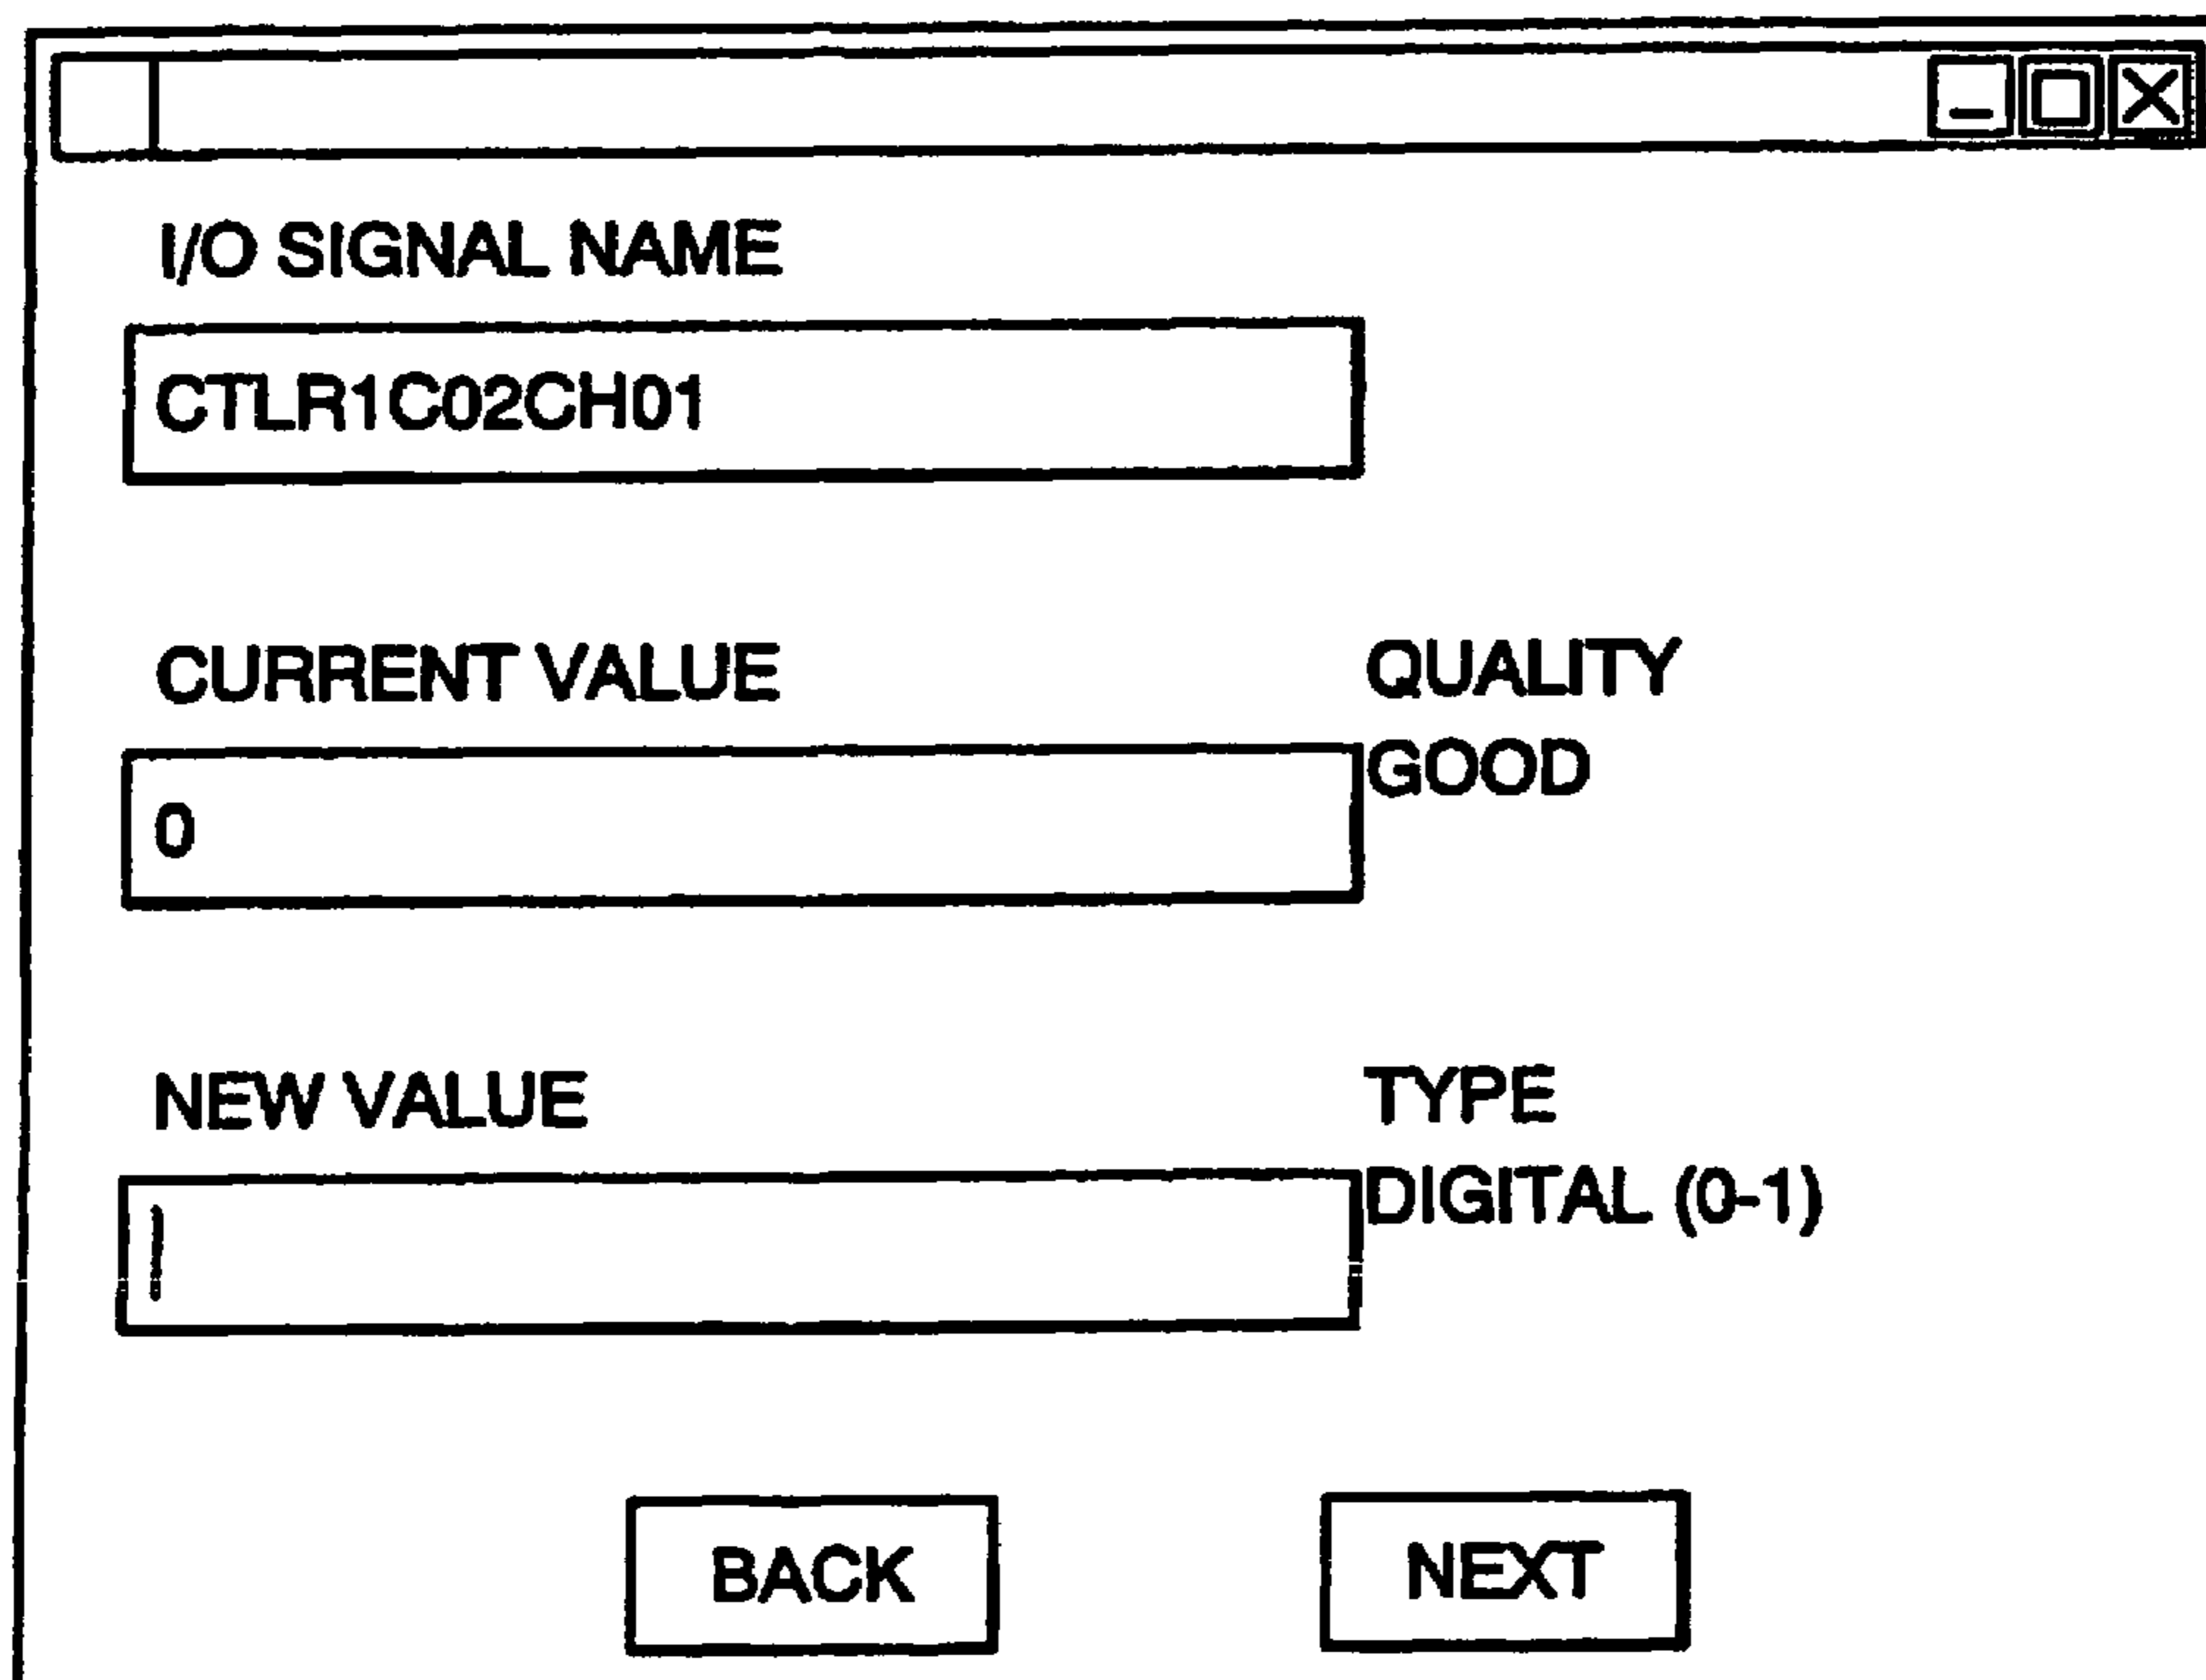 I/O SIGNAL NAME
CTLR1C02CH01
CURRENT VALUE
QUALITY
GOOD
0
NEW VALUE
TYPE
DIGITAL (0-1)
BACK
NEXT